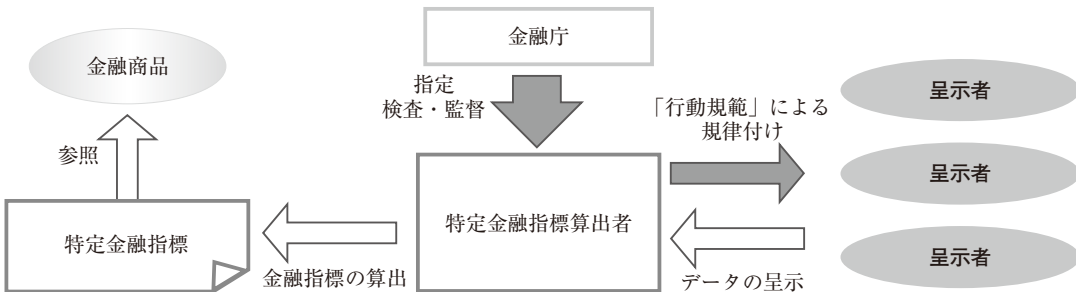 金融庁
金融商品
指定
検査・監督
「行動規範」による
規律付け
呈示者
参照
呈示者
特定金融指標
特定金融指標算出者
呈示者
金融指標の算出
データの呈示